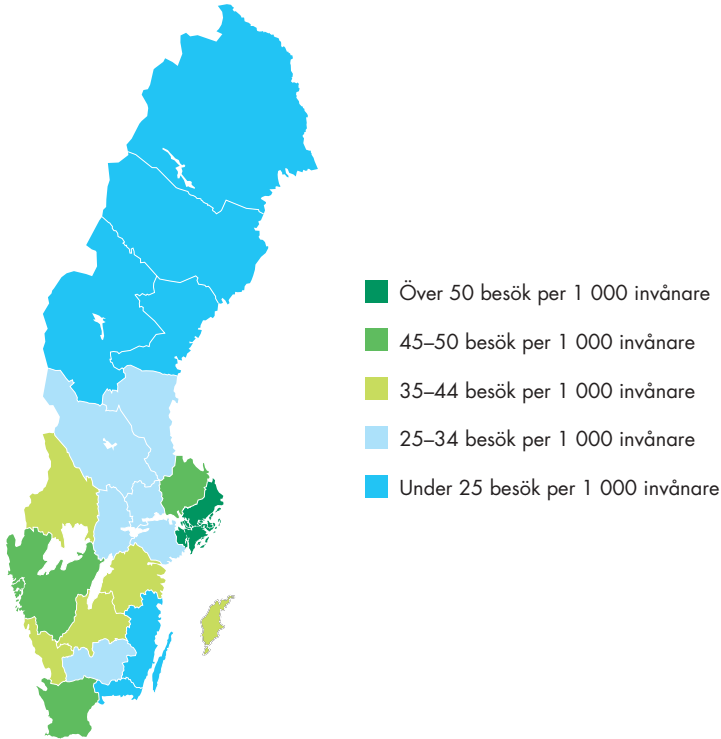 Över 50 besök per 1 000 invånare
45–50 besök per 1 000 invånare
35–44 besök per 1 000 invånare
25–34 besök per 1 000 invånare
Under 25 besök per 1 000 invånare